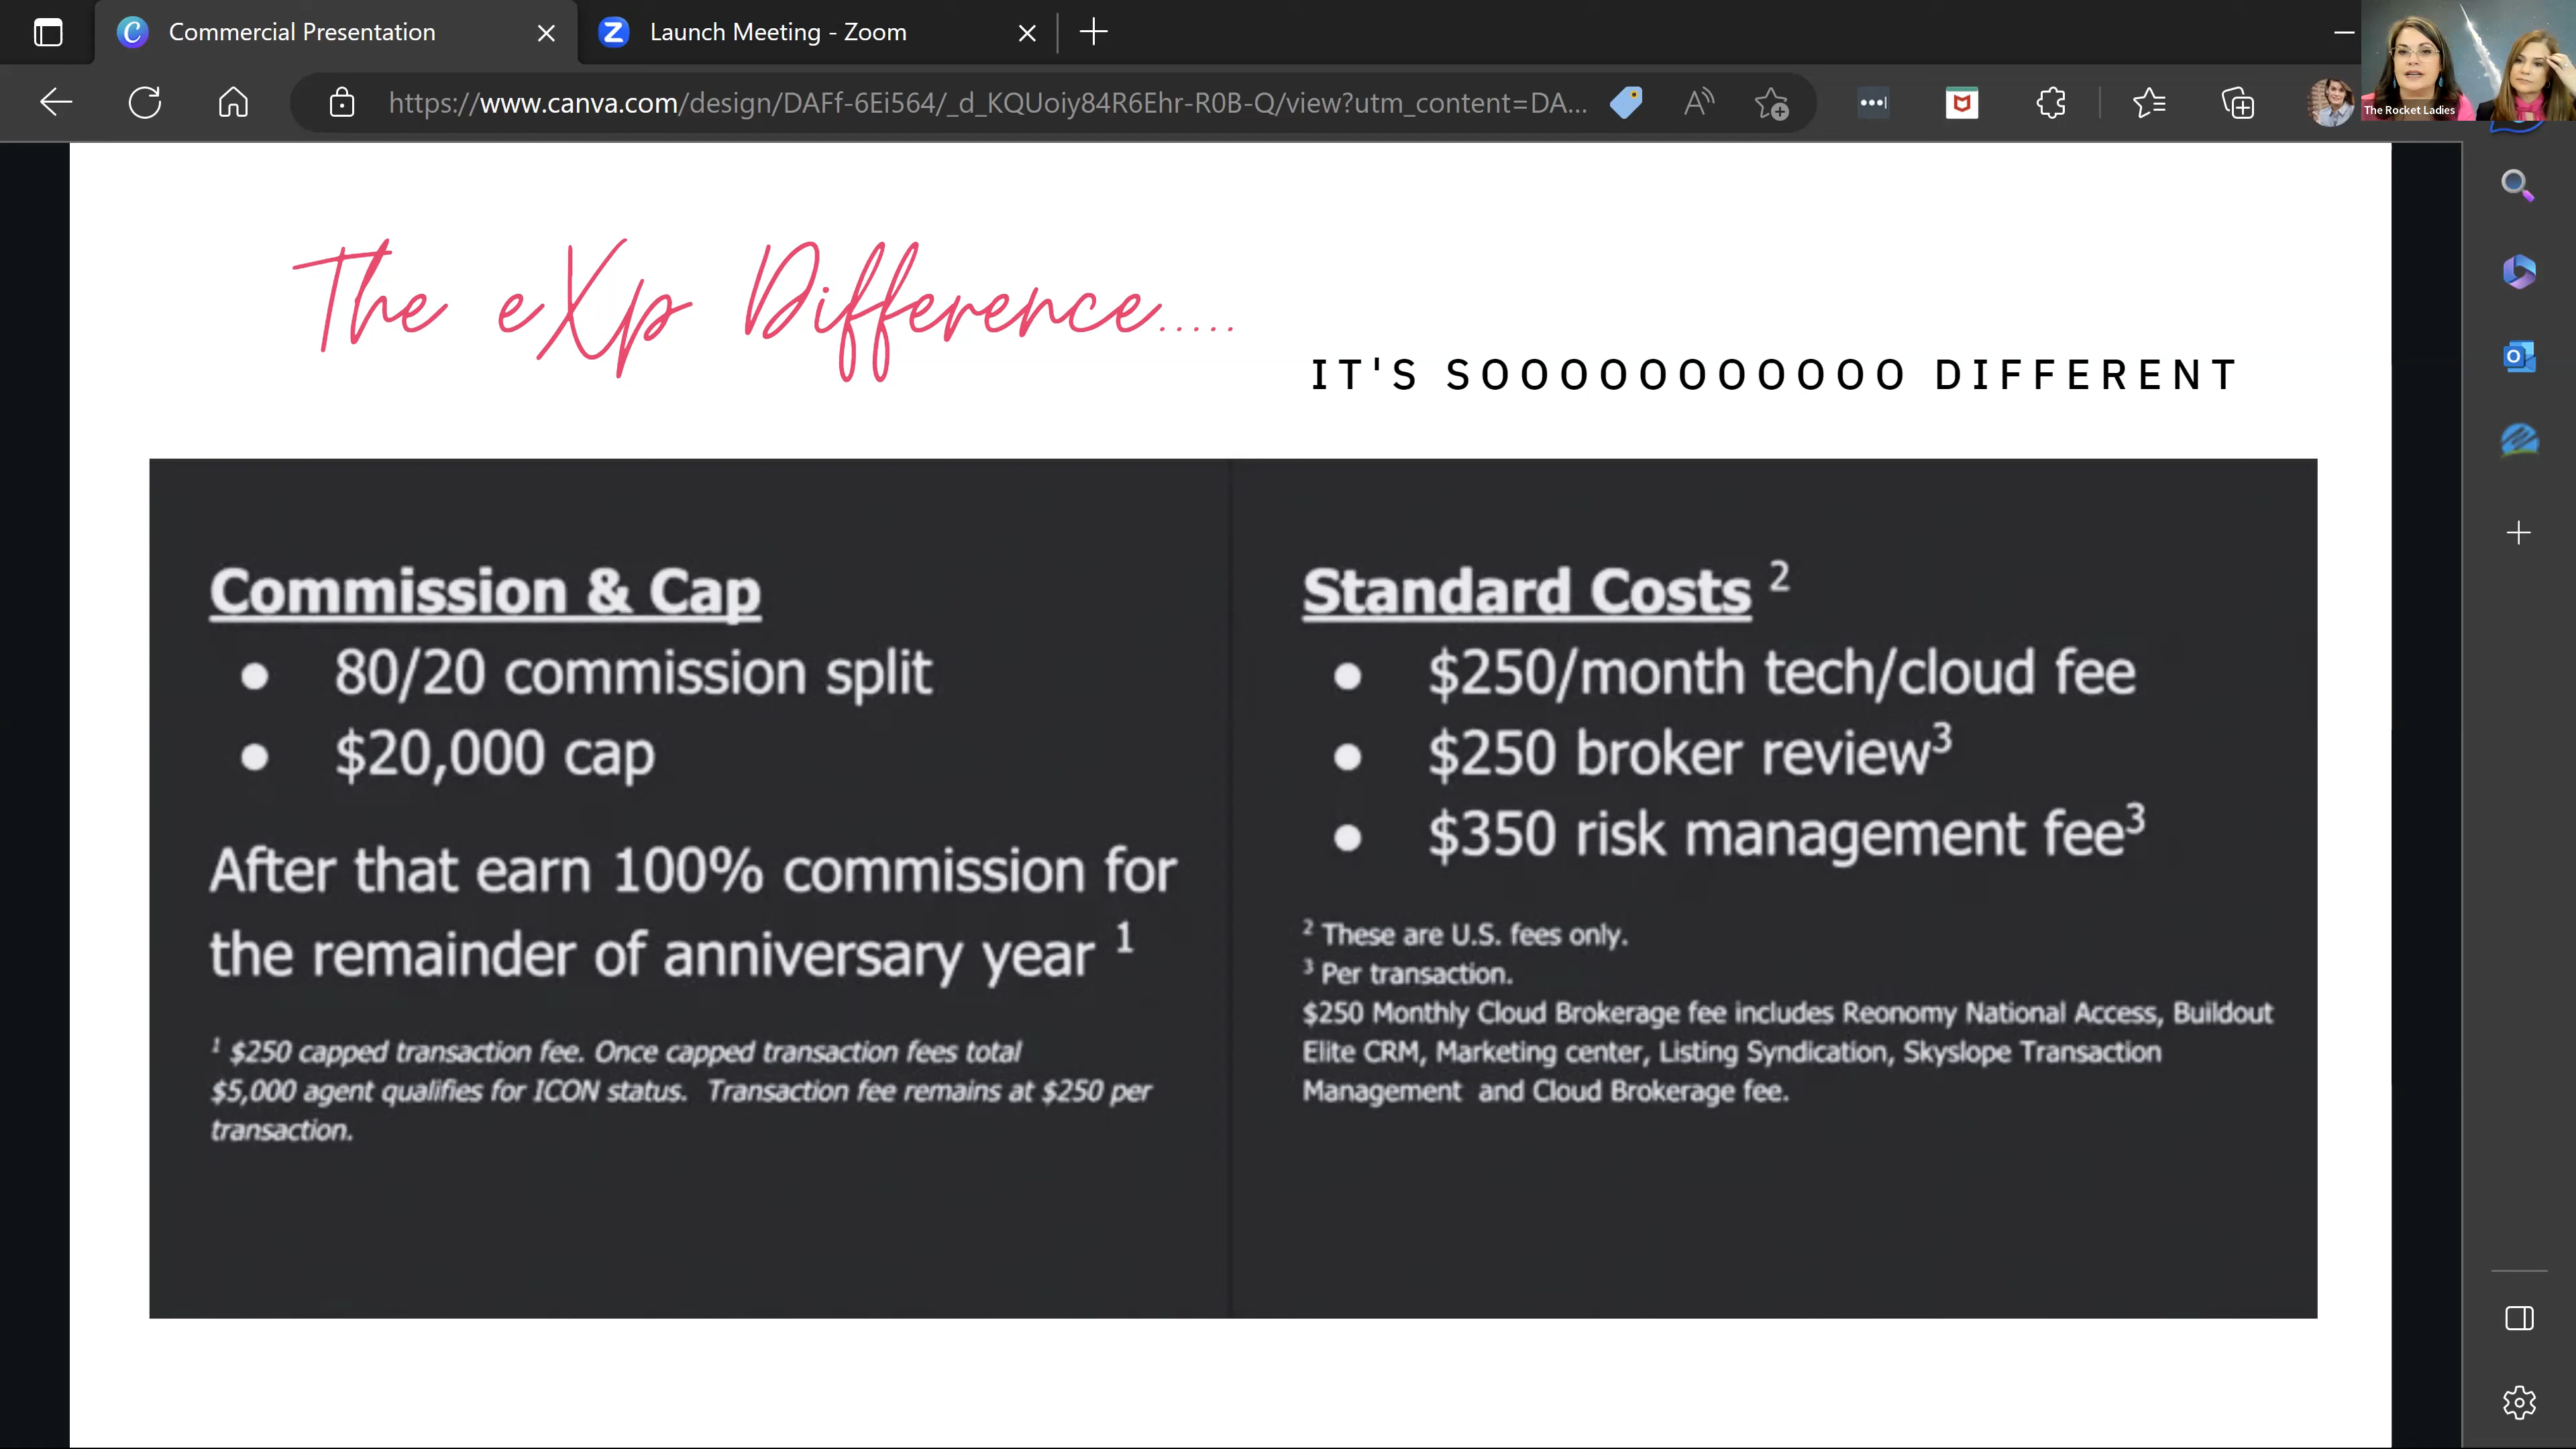 Commercial Presentation
Launch Meeting - Zoom
https://www.canva.com/design/DAFf-6Ei564/_d_KQUoiy84R6Ehr-R0B-Q/view?utm_content=DA...
The Rocket Ladies
The eXp Difference.....
IT'S SOOOOOOOOOOO DIFFERENT
Commission & Cap
● 80/20 commission split
● $20,000 cap
After that earn 100% commission for
the remainder of anniversary year ¹
¹ $250 capped transaction fee. Once capped transaction fees total
$5,000 agent qualifies for ICON status. Transaction fee remains at $250 per
transaction.
Standard Costs ²
● $250/month tech/cloud fee
● $250 broker review³
● $350 risk management fee³
² These are U.S. fees only.
³ Per transaction.
$250 Monthly Cloud Brokerage fee includes Reonomy National Access, Buildout
Elite CRM, Marketing center, Listing Syndication, Skyslope Transaction
Management and Cloud Brokerage fee.